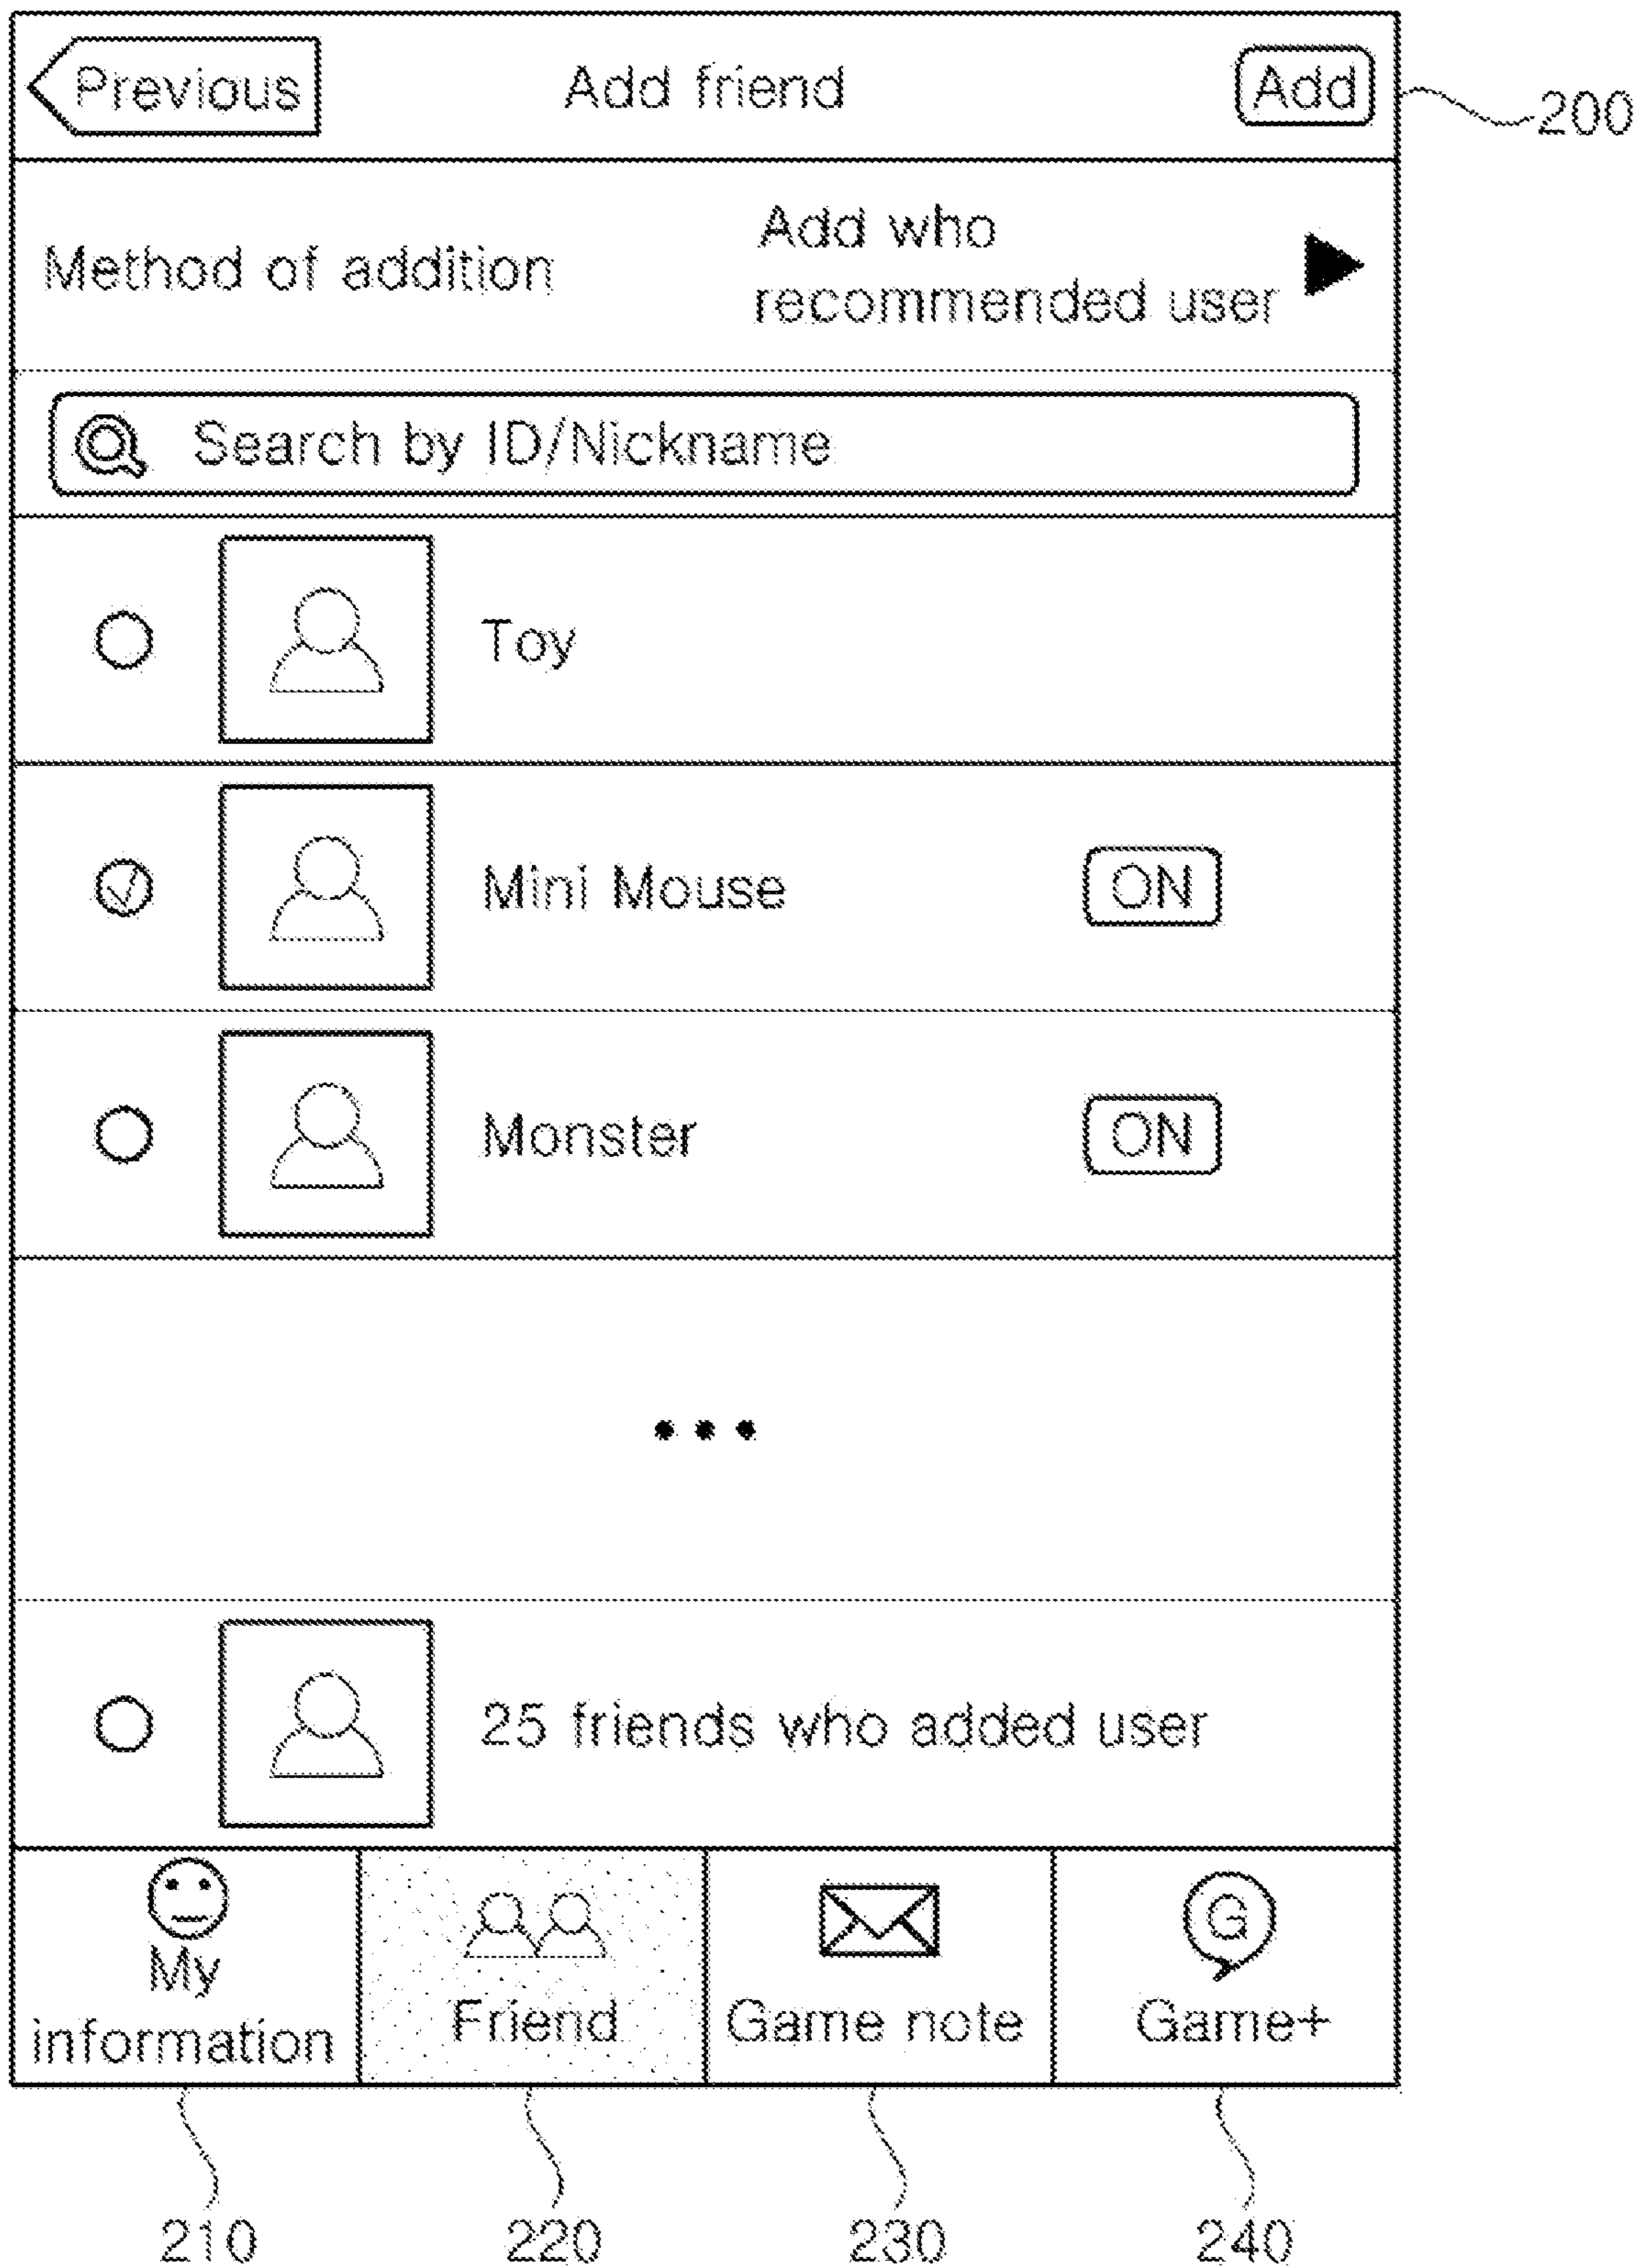 Previous
Add friend
Add
200
Method of addition
Add who
recommended user
Search by ID/Nickname
Toy
Mini Mouse
ON
Monster
ON
25 friends who added user
My
information
Friend
Game note
G
Game+
210
220
230
240